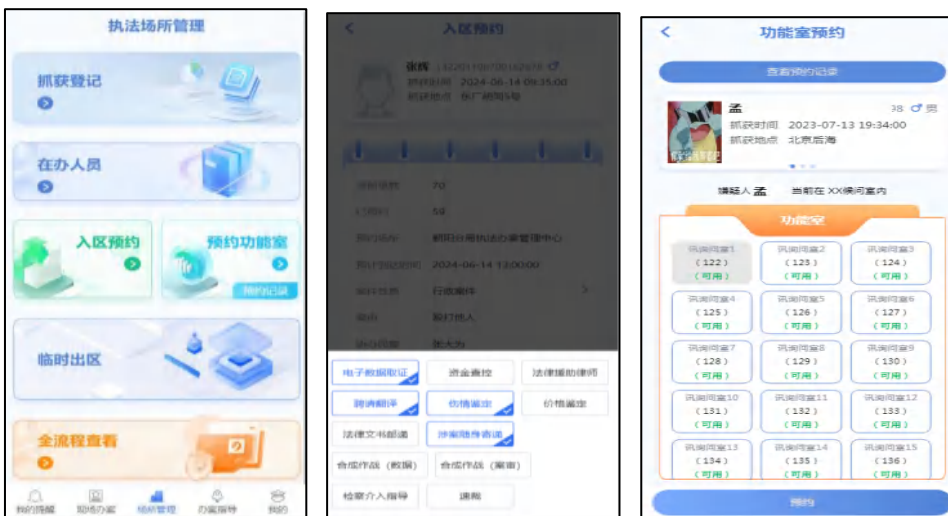 执法场所管理
抓获登记
在办人员
入区预约
预约功能室
预约记录
临时出区
全流程查看
我的提醒
现场办案
场所管理
办案指导
我的
入区预约
张辉
抓获时间 2024-06-14 09:35:00
抓获地点
70
59
朝阳分局执法办案管理中心
2024-06-14 13:00:00
行政案件
殴打他人
张大为
电子数据取证
资金查控
法律援助律师
聘请翻译
伤情鉴定
价格鉴定
法律文书邮递
涉案随身寄递
合成作战（数据）
合成作战（案审）
检察介入指导
速裁
功能室预约
查看预约记录
孟
38 男
抓获时间 2023-07-13 19:34:00
抓获地点 北京后海
嫌疑人 孟 当前在 XX候问室内
功能室
讯询问室1
（122）
（可用）
讯询问室2
（123）
（可用）
讯询问室3
（124）
（可用）
讯询问室4
（125）
（可用）
讯询问室5
（126）
（可用）
讯询问室6
（127）
（可用）
讯询问室7
（128）
（可用）
讯询问室8
（129）
（可用）
讯询问室9
（130）
（可用）
讯询问室10
（131）
（可用）
讯询问室11
（132）
（可用）
讯询问室12
（133）
（可用）
讯询问室13
（134）
（可用）
讯询问室14
（135）
（可用）
讯询问室15
（136）
（可用）
预约